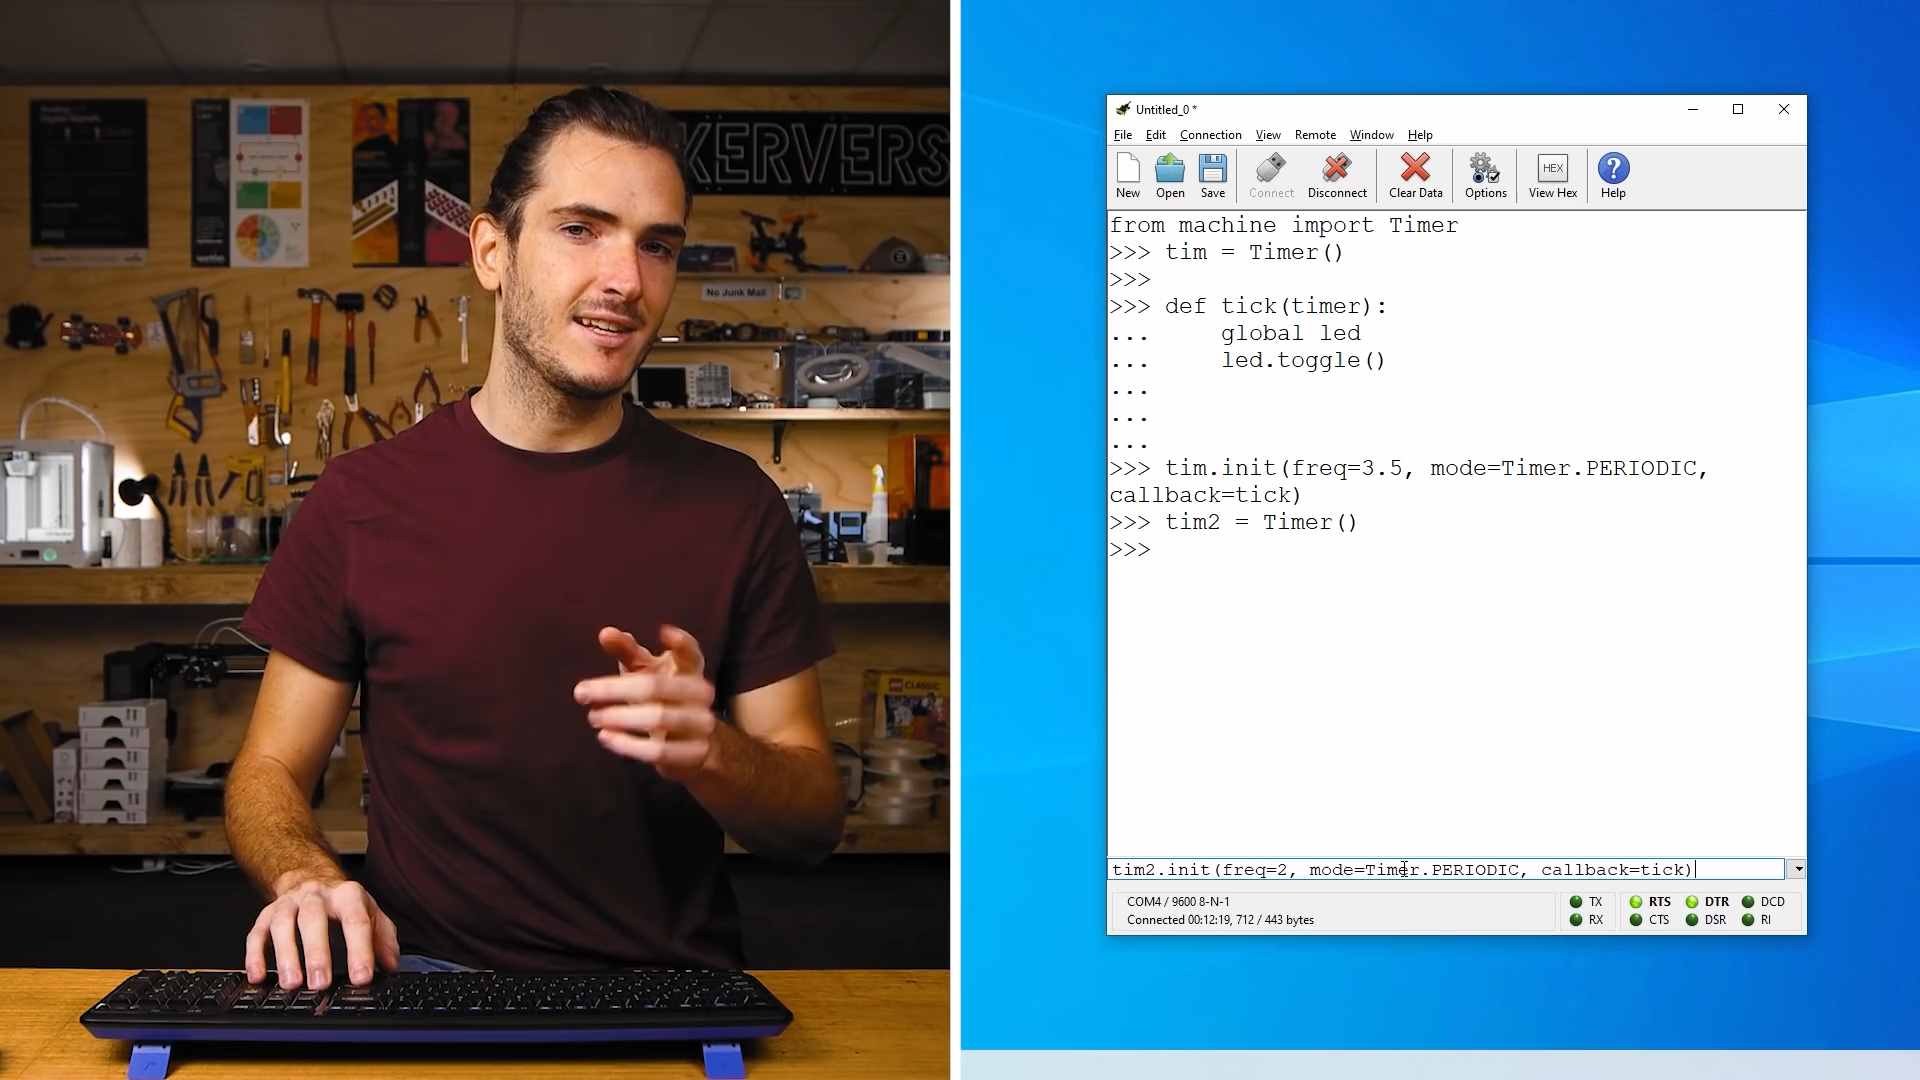 KERVERS
No Junk Mail
CLASSIC
Untitled_0 *
File Edit Connection View Remote Window Help
New Open Save Connect Disconnect Clear Data Options HEX View Hex ? Help
from machine import Timer
>>> tim = Timer()
>>>
>>> def tick(timer):
... global led
... led.toggle()
...
...
...
>>> tim.init(freq=3.5, mode=Timer.PERIODIC,
callback=tick)
>>> tim2 = Timer()
>>>
tim2.init(freq=2, mode=Timer.PERIODIC, callback=tick)
COM4 / 9600 8-N-1
Connected 00:12:19, 712 / 443 bytes
TX RTS DTR DCD
RX CTS DSR RI